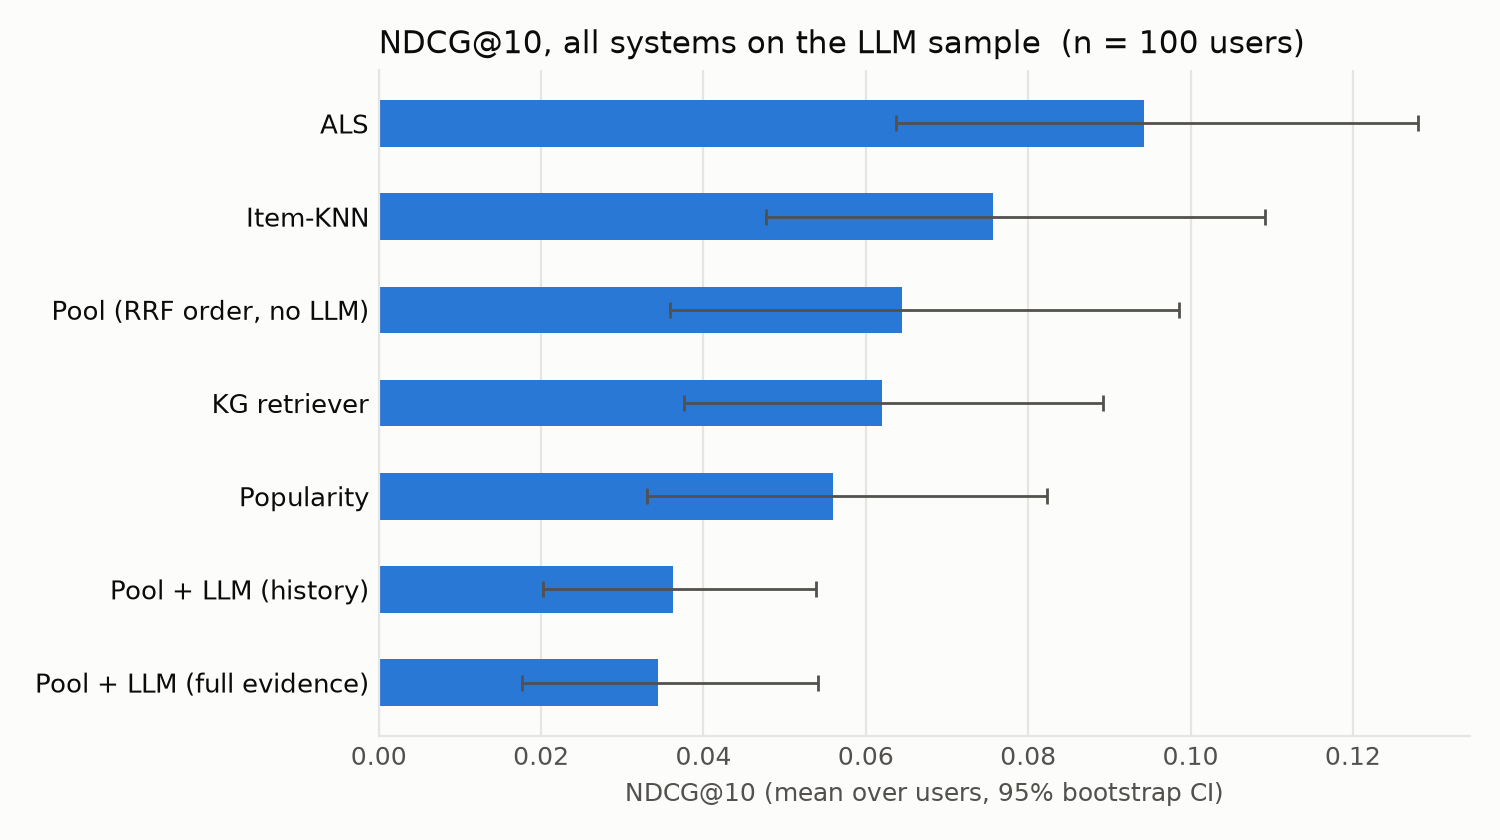 NDCG@10, all systems on the LLM sample  (n = 100 users)
ALS
Item-KNN
Pool (RRF order, no LLM)
KG retriever
Popularity
Pool + LLM (history)
Pool + LLM (full evidence)
0.00 0.02 0.04 0.06 0.08 0.10 0.12
NDCG@10 (mean over users, 95% bootstrap CI)